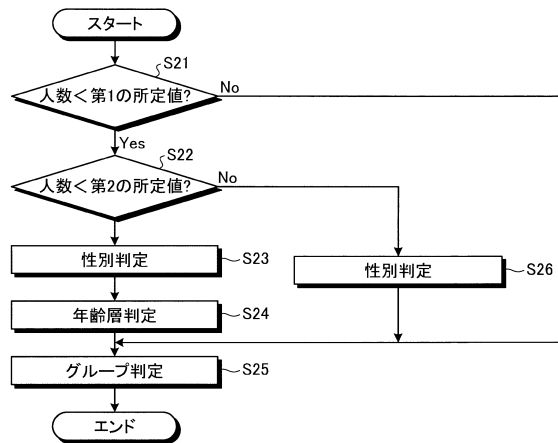 スタート
S21
人数<第1の所定値?
No
Yes
S22
人数<第2の所定値?
No
性別判定
S23
性別判定
S26
年齢層判定
S24
グループ判定
S25
エンド